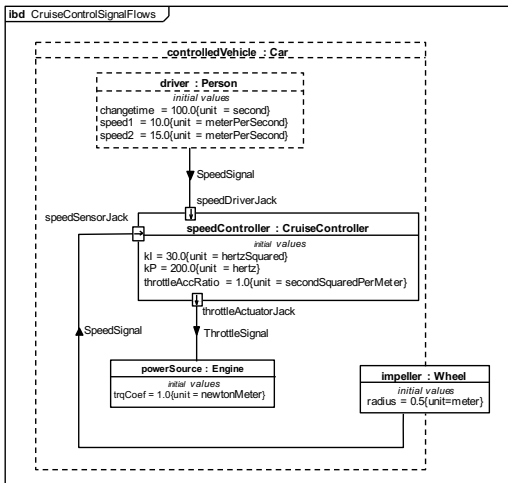 ibd CruiseControlSignalFlows
controlledVehicle : Car
driver : Person
initial values
changetime = 100.0{unit = second}
speed1 = 10.0{unit = meterPerSecond}
speed2 = 15.0{unit = meterPerSecond}
SpeedSignal
speedDriverJack
speedSensorJack
speedController : CruiseController
initial values
kI = 30.0{unit = hertzSquared}
kP = 200.0{unit = hertz}
throttleAccRatio = 1.0{unit = secondSquaredPerMeter}
throttleActuatorJack
SpeedSignal
ThrottleSignal
powerSource : Engine
initial values
trqCoef = 1.0{unit = newtonMeter}
impeller : Wheel
initial values
radius = 0.5{unit=meter}